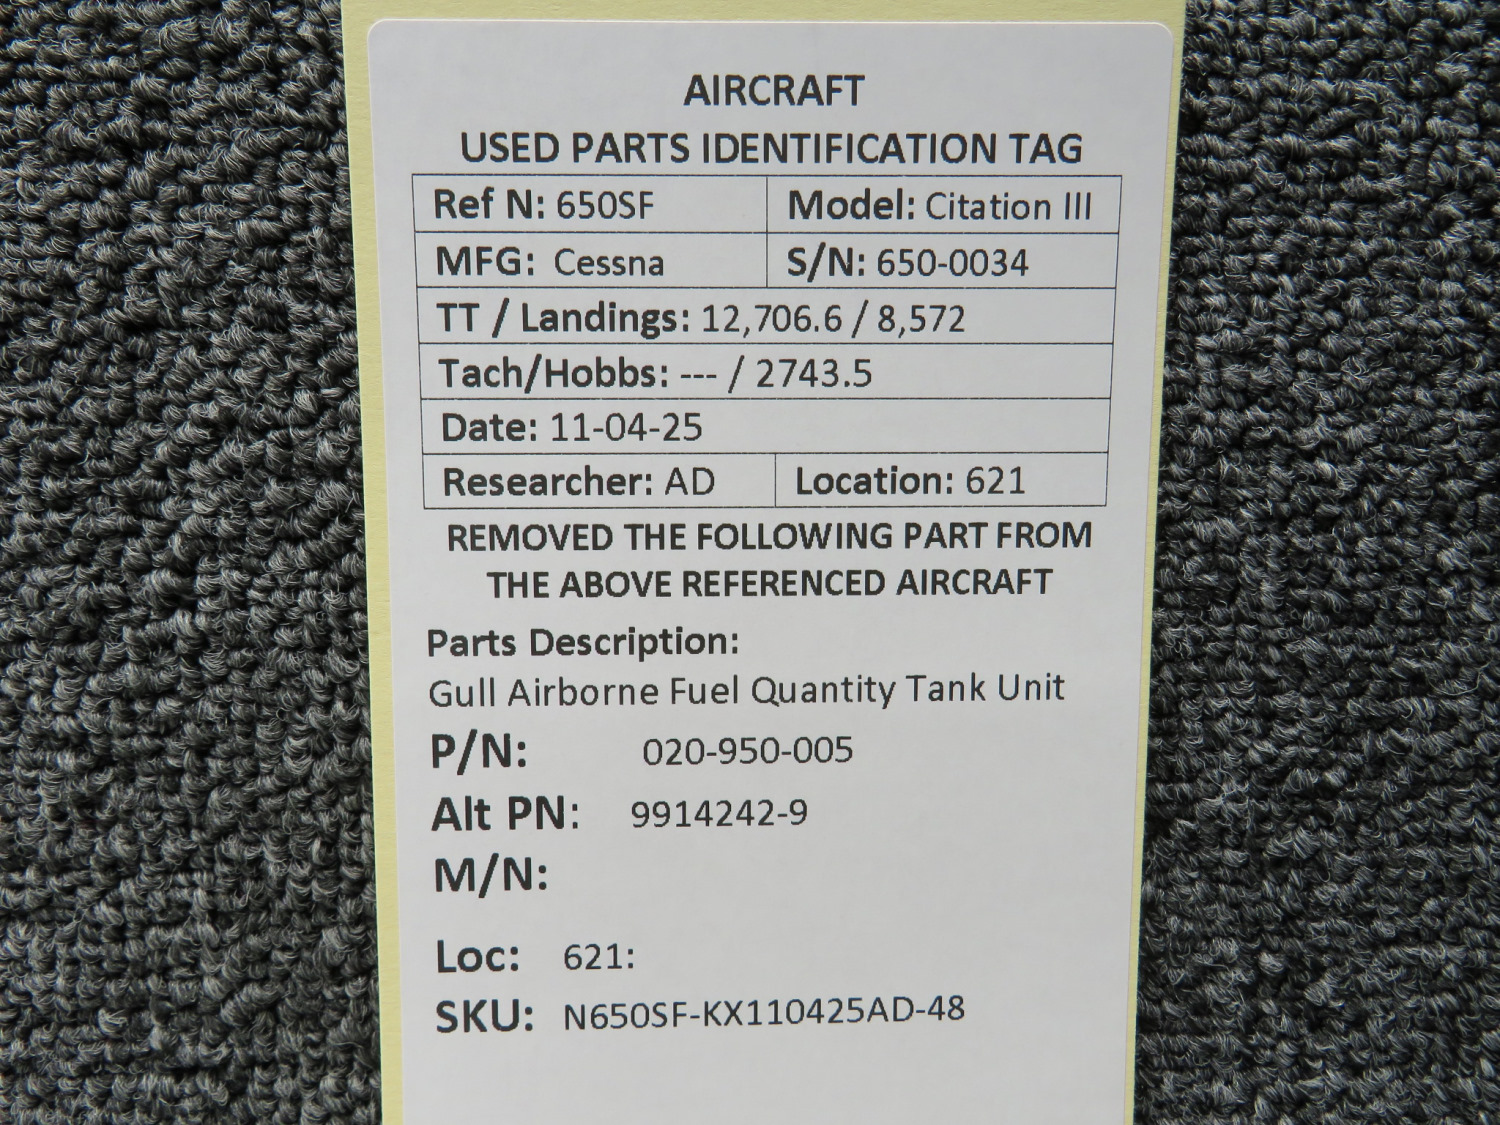 AIRCRAFT
USED PARTS IDENTIFICATION TAG
Ref N: 650SF Model: Citation III
MFG: Cessna S/N: 650-0034
TT / Landings: 12,706.6 / 8,572
Tach/Hobbs: --- / 2743.5
Date: 11-04-25
Researcher: AD Location: 621
REMOVED THE FOLLOWING PART FROM
THE ABOVE REFERENCED AIRCRAFT
Parts Description:
Gull Airborne Fuel Quantity Tank Unit
P/N: 020-950-005
Alt PN: 9914242-9
M/N:
Loc: 621:
SKU: N650SF-KX110425AD-48